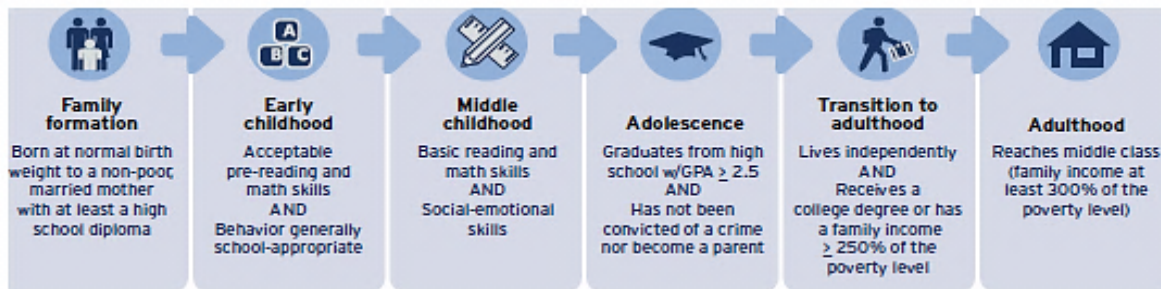 A
B C
Family
formation
Born at normal birth
weight to a non-poor,
married mother
with at least a high
school diploma
Early
childhood
Acceptable
pre-reading and
math skills
AND
Behavior generally
school-appropriate
Middle
childhood
Basic reading and
math skills
AND
Social-emotional
skills
Adolescence
Graduates from high
school w/GPA ≥ 2.5
AND
Has not been
convicted of a crime
nor become a parent
Transition to
adulthood
Lives independently
AND
Receives a
college degree or has
a family income
≥ 250% of the
poverty level
Adulthood
Reaches middle class
(family income at
least 300% of the
poverty level)